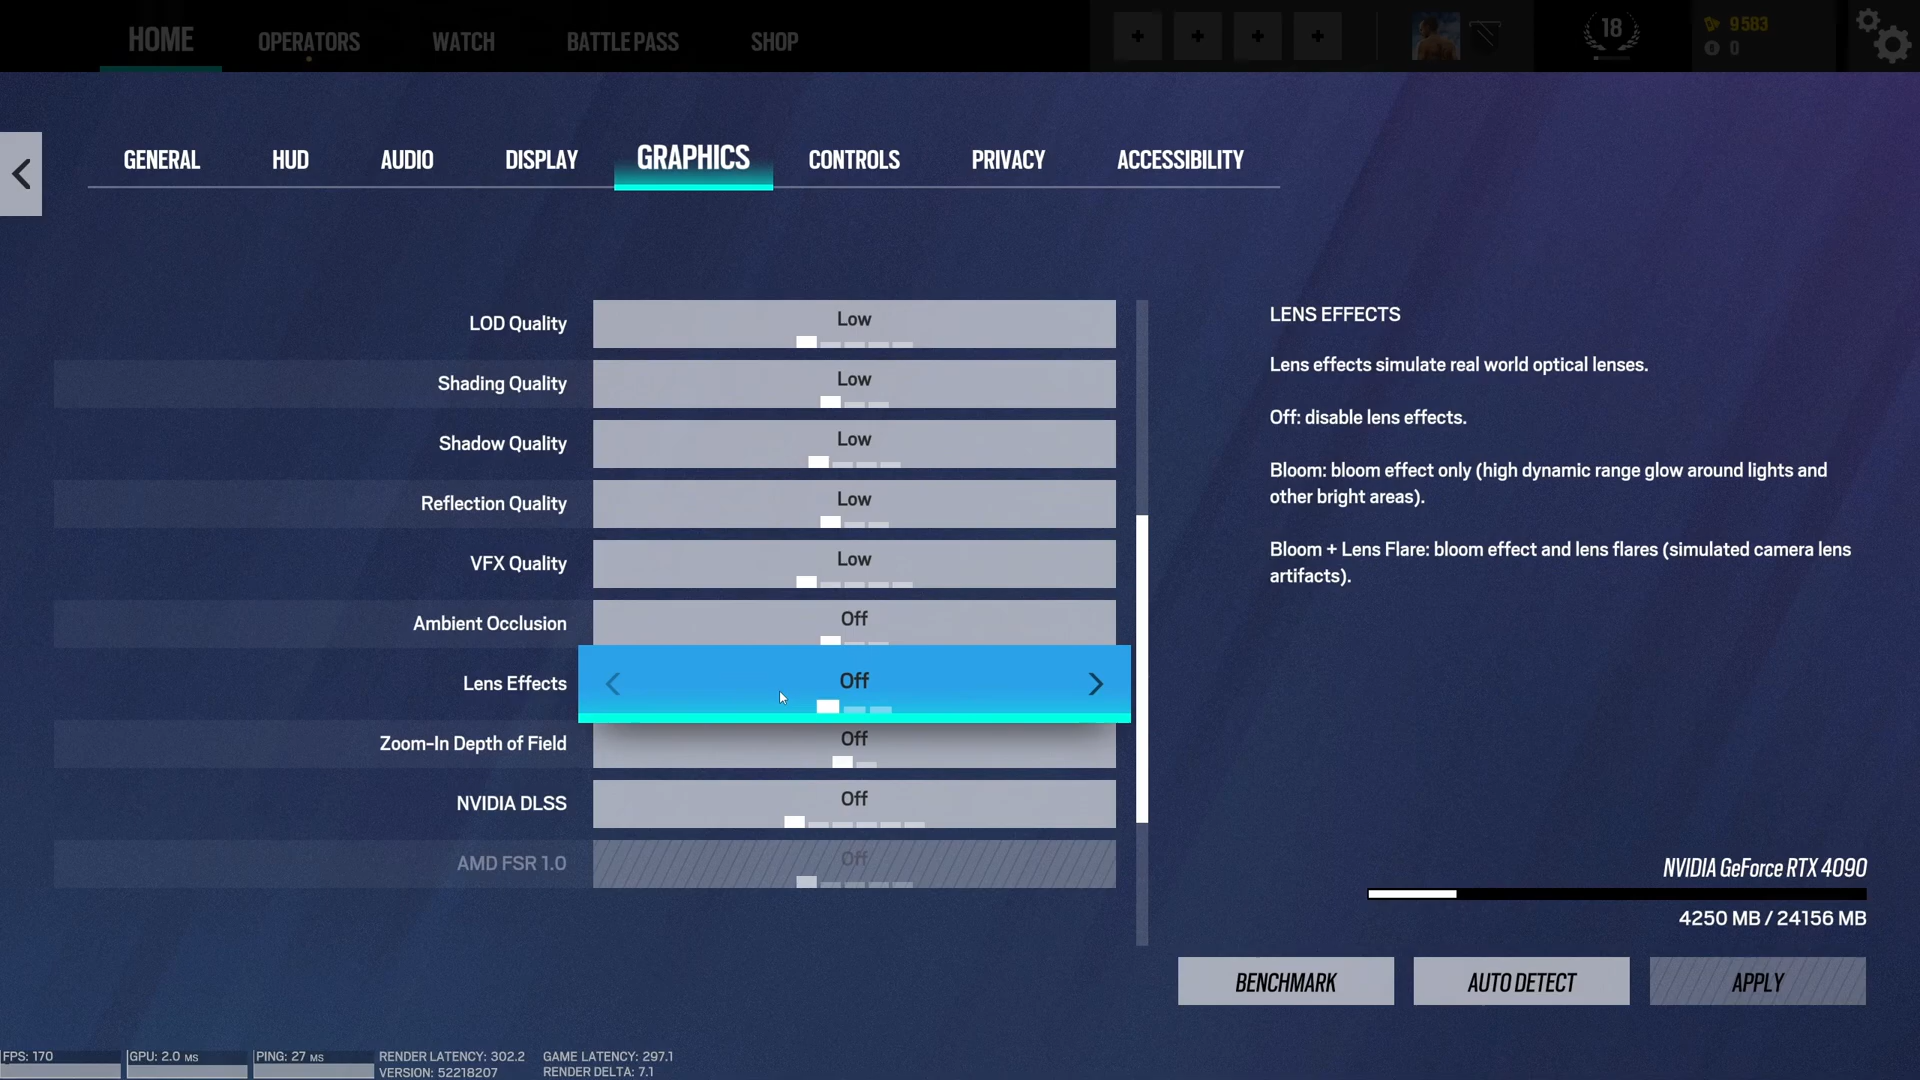 HOME
OPERATORS
WATCH
BATTLE PASS
SHOP
18
9 583
0
GENERAL
HUD
AUDIO
DISPLAY
GRAPHICS
CONTROLS
PRIVACY
ACCESSIBILITY
LOD Quality
Low
Shading Quality
Low
Shadow Quality
Low
Reflection Quality
Low
VFX Quality
Low
Ambient Occlusion
Off
Lens Effects
Off
Zoom-In Depth of Field
Off
NVIDIA DLSS
Off
AMD FSR 1.0
Off
LENS EFFECTS
Lens effects simulate real world optical lenses.
Off: disable lens effects.
Bloom: bloom effect only (high dynamic range glow around lights and
other bright areas).
Bloom + Lens Flare: bloom effect and lens flares (simulated camera lens
artifacts).
NVIDIA GeForce RTX 4090
4250 MB / 24156 MB
BENCHMARK
AUTO DETECT
APPLY
FPS: 170
GPU: 2.0 MS
PING: 27 MS
RENDER LATENCY: 302.2
VERSION: 52218207
GAME LATENCY: 297.1
RENDER DELTA: 7.1